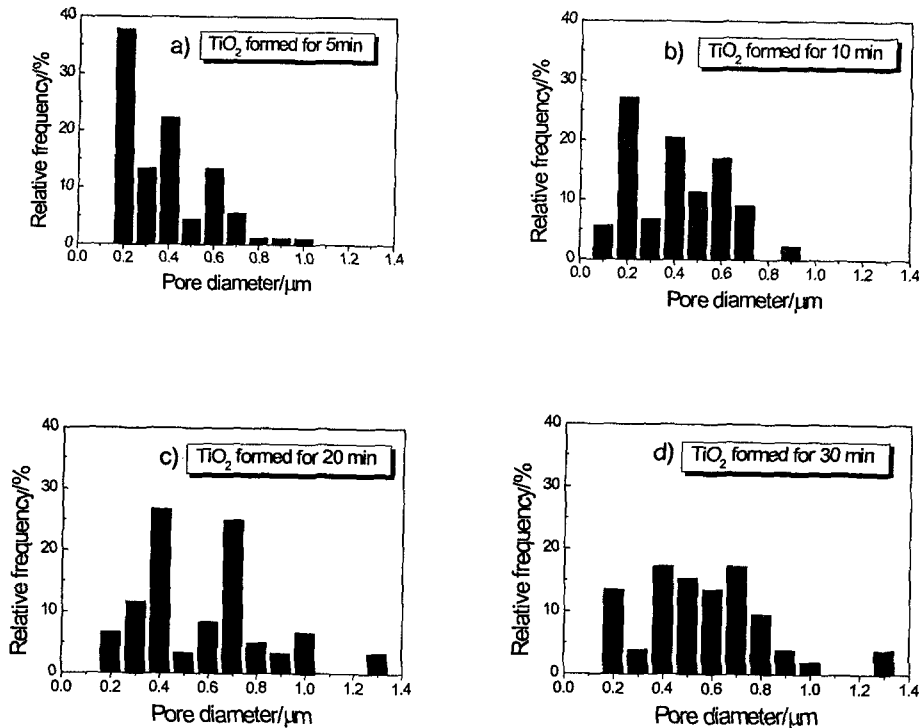 a) TiO₂ formed for 5min
Relative frequency/%
40
30
20
10
0
0.0 0.2 0.4 0.6 0.8 1.0 1.2 1.4
Pore diameter/μm
b) TiO₂ formed for 10 min
Relative frequency/%
40
30
20
10
0
0.0 0.2 0.4 0.6 0.8 1.0 1.2 1.4
Pore diameter/μm
c) TiO₂ formed for 20 min
Relative frequency/%
40
30
20
10
0
0.0 0.2 0.4 0.6 0.8 1.0 1.2 1.4
Pore diameter/μm
d) TiO₂ formed for 30 min
Relative frequency/%
40
30
20
10
0
0.0 0.2 0.4 0.6 0.8 1.0 1.2 1.4
Pore diameter/μm